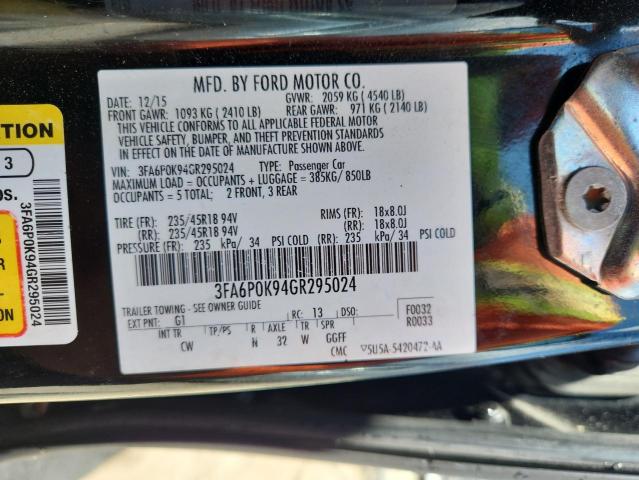 MFD. BY FORD MOTOR CO.
DATE: 12/15 GVWR: 2059 KG ( 4540 LB)
FRONT GAWR: 1093 KG ( 2410 LB) REAR GAWR: 971 KG ( 2140 LB)
THIS VEHICLE CONFORMS TO ALL APPLICABLE FEDERAL MOTOR
VEHICLE SAFETY, BUMPER, AND THEFT PREVENTION STANDARDS
IN EFFECT ON THE DATE OF MANUFACTURE SHOWN ABOVE.
VIN: 3FA6P0K94GR295024 TYPE: Passenger Car
MAXIMUM LOAD = OCCUPANTS + LUGGAGE = 385KG/ 850LB
OCCUPANTS = 5 TOTAL: 2 FRONT, 3 REAR
TIRE (FR): 235/45R18 94V RIMS (FR): 18x8.0J
(RR): 235/45R18 94V (RR): 18x8.0J
PRESSURE (FR): 235 kPa/ 34 PSI COLD (RR): 235 kPa/ 34 PSI COLD
3FA6P0K94GR295024
TRAILER TOWING - SEE OWNER GUIDE
EXT PNT: G1 RC: 13 DSO: F0032
R0033
INT TR TP/PS R AXLE TR SPR
CW N 32 W GGFF
CMC ▽5U5A-5420472-AA
TION
3
os.
3FA6P0K94GR295024
ER
R